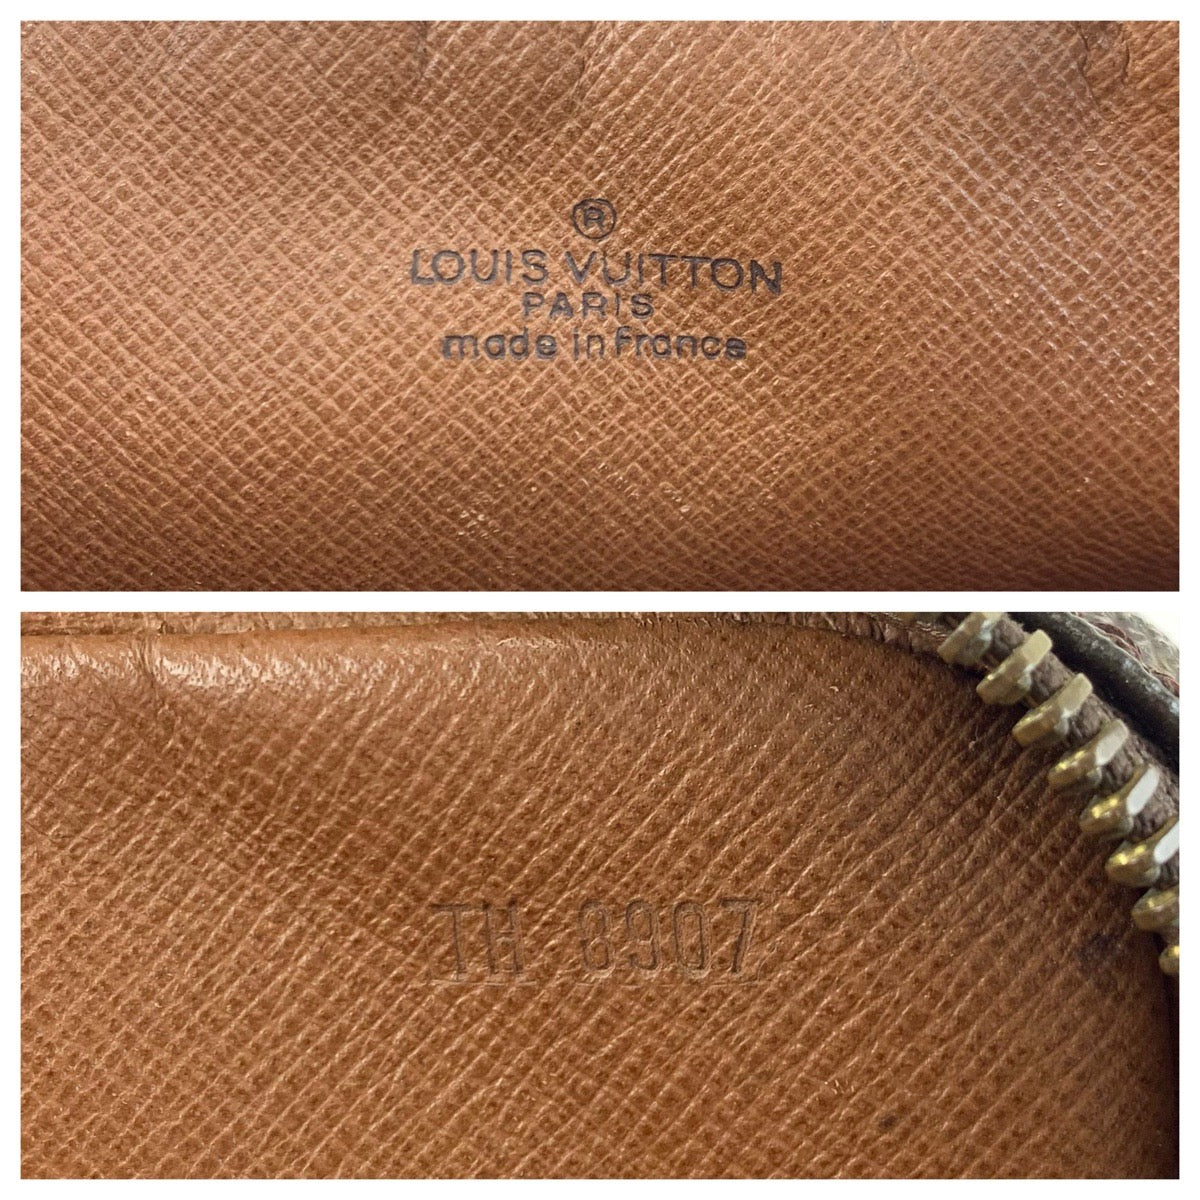 ®
LOUIS VUITTON
PARIS
made in france
TH 8907